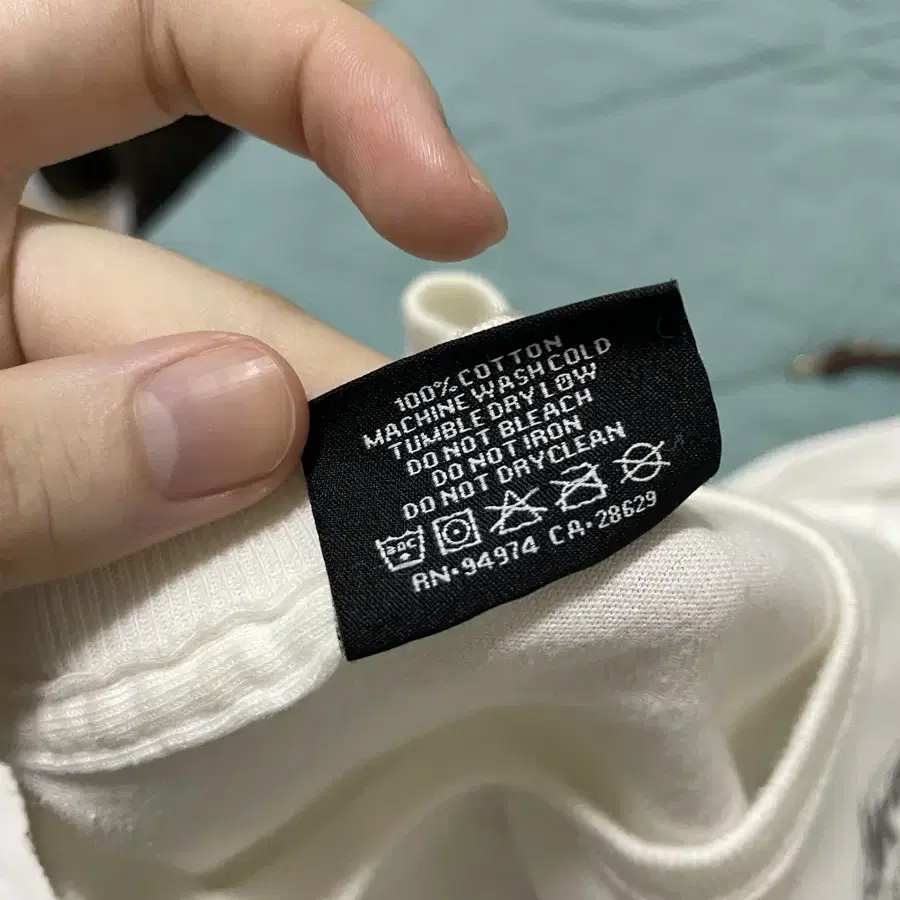 100% COTTON
MACHINE WASH COLD
TUMBLE DRY LOW
DO NOT BLEACH
DO NOT IRON
DO NOT DRYCLEAN
RN•94974 CA•28629